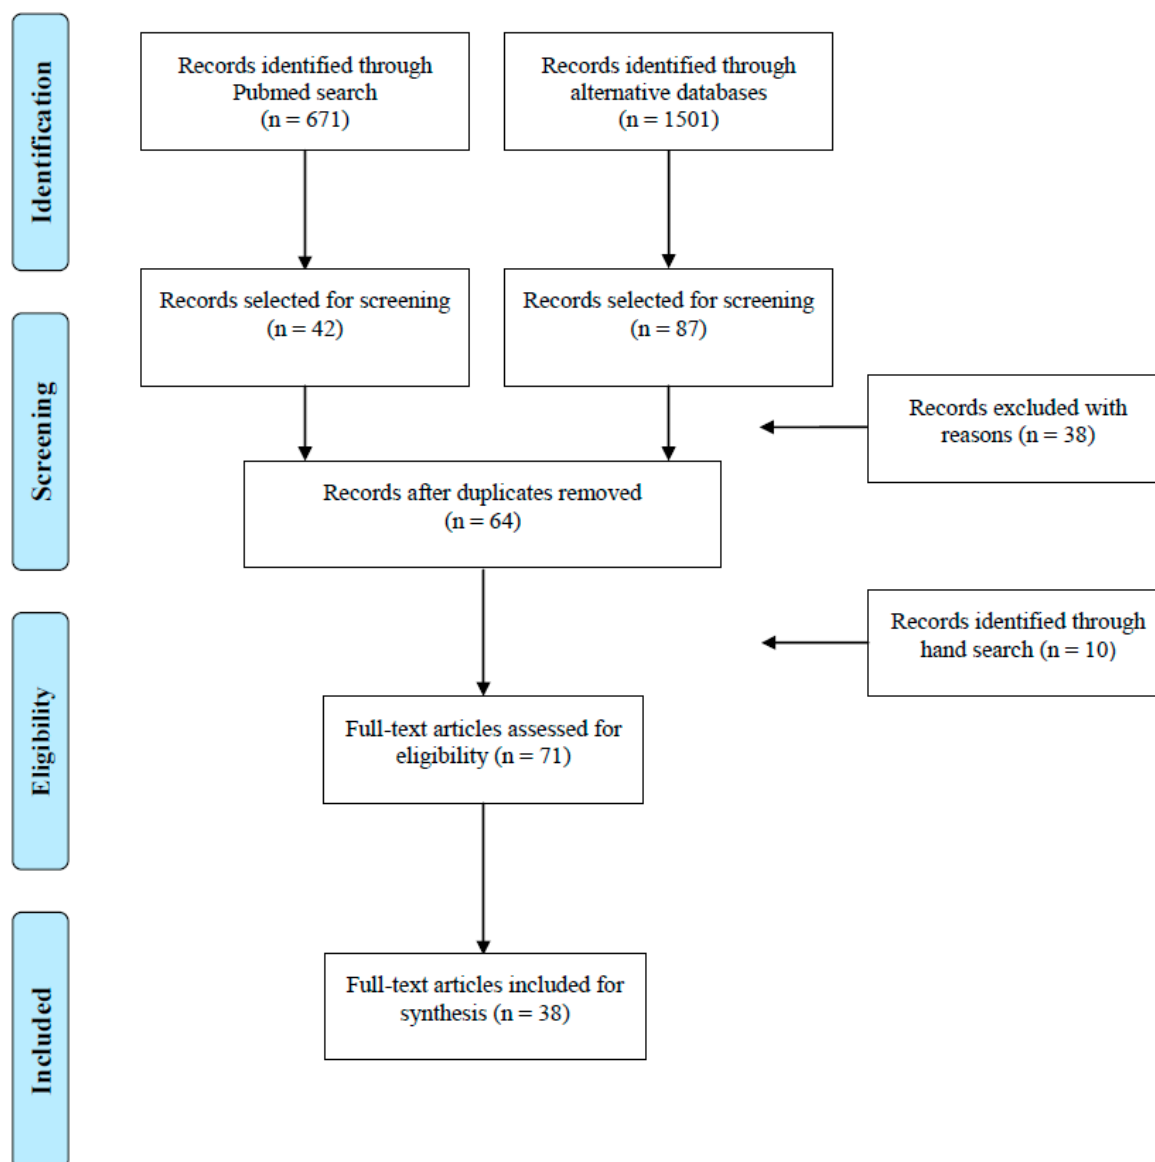 Identification
Records identified through
Pubmed search
(n = 671)
Records identified through
alternative databases
(n = 1501)
Records selected for screening
(n = 42)
Records selected for screening
(n = 87)
Screening
Records excluded with
reasons (n = 38)
Records after duplicates removed
(n = 64)
Records identified through
hand search (n = 10)
Eligibility
Full-text articles assessed for
eligibility (n = 71)
Included
Full-text articles included for
synthesis (n = 38)